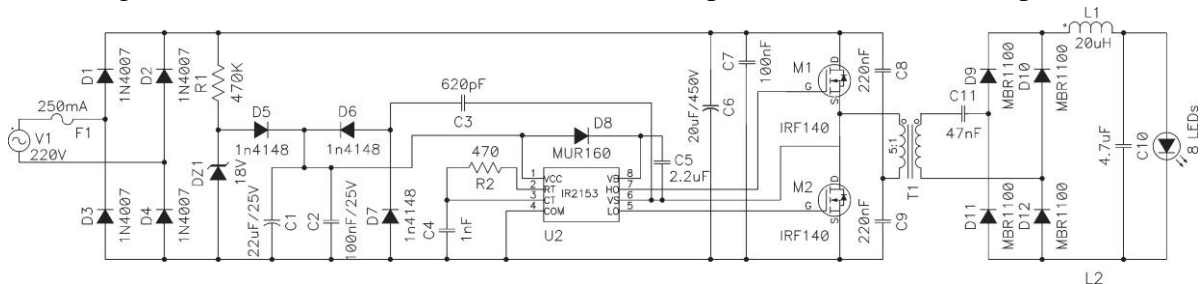 V1
220V
250mA
F1
D1
1N4007
D2
1N4007
D3
1N4007
D4
1N4007
R1
470K
DZ1
18V
D5
1n4148
D6
1n4148
22uF/25V
C1
100nF/25V
C2
D7
1n4148
620pF
C3
470
R2
C4
1nF
D8
MUR160
1 VCC
2 RT
3 CT
4 COM
IR2153
VB 8
HO 7
VS 6
LO 5
U2
C5
2.2uF
20uF/450V
C6
C7
100nF
M1
D
G
S
IRF140
M2
D
G
S
IRF140
220nF
C8
220nF
C9
5:1
T1
C11
47nF
D9
MBR1100
D10
MBR1100
D11
MBR1100
D12
MBR1100
L1
20uH
4.7uF
C10
8 LEDs
L2